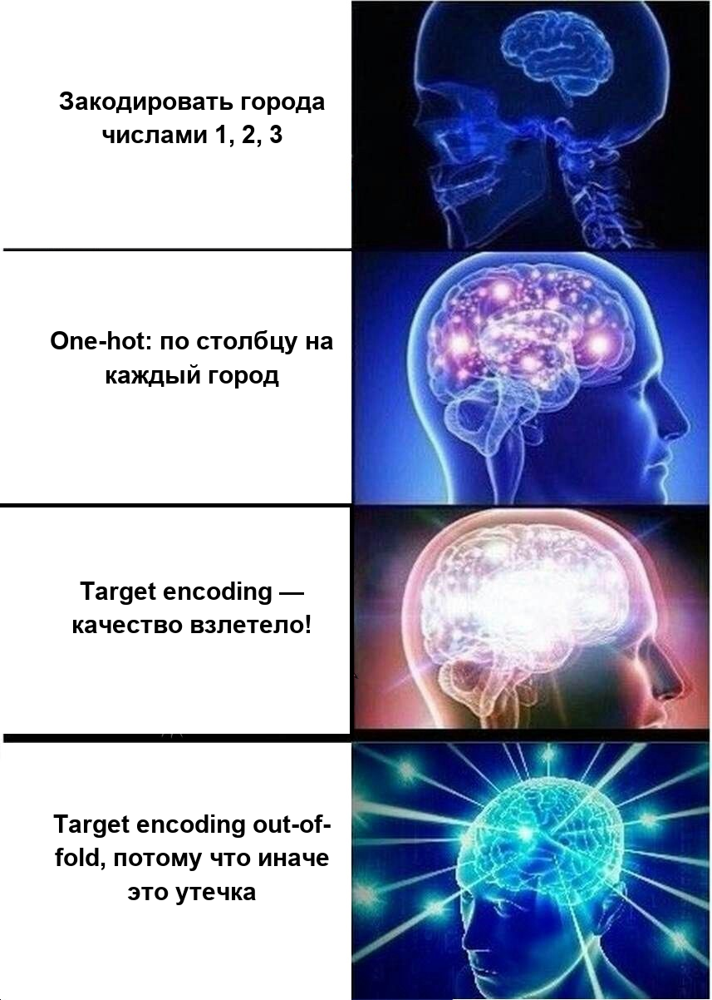 Закодировать города
числами 1, 2, 3
One-hot: по столбцу на
каждый город
Target encoding —
качество взлетело!
Target encoding out-of-
fold, потому что иначе
это утечка